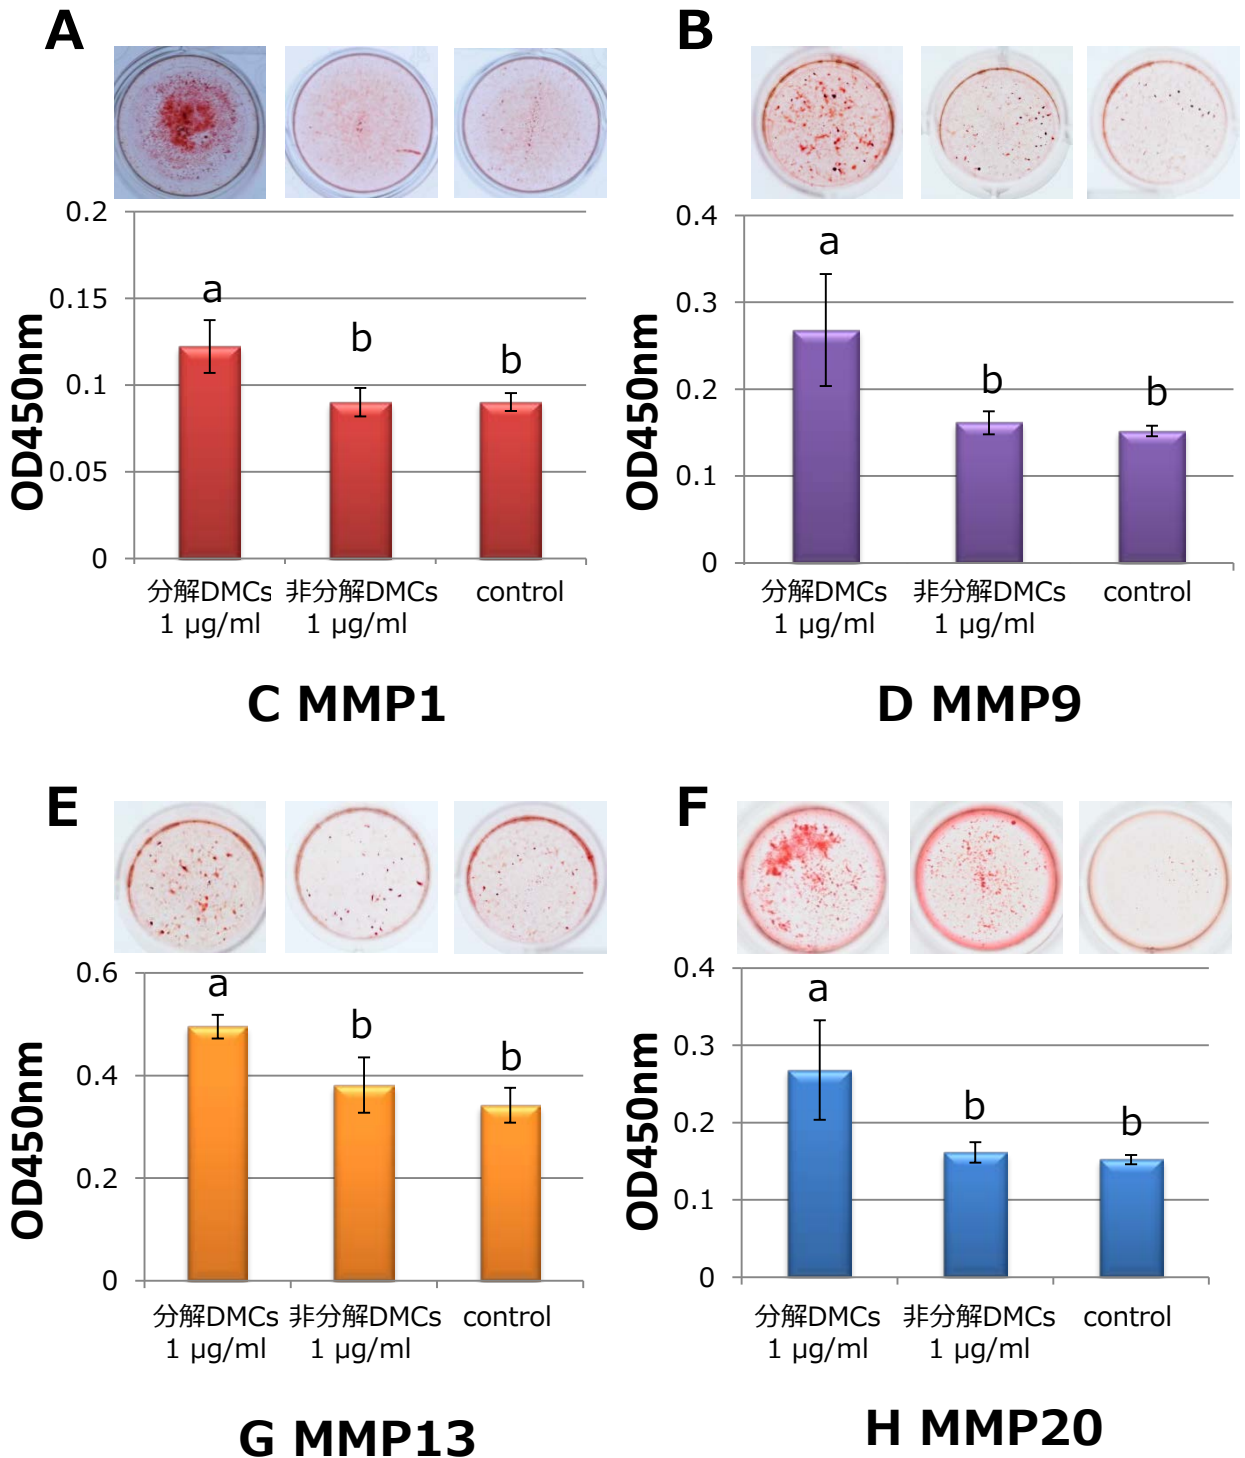 A
B
0.2
0.15
0.1
0.05
0
OD450nm
a
b
b
分解DMCs
1 µg/ml
非分解DMCs
1 µg/ml
control
0.4
0.3
0.2
0.1
0
OD450nm
a
b
b
分解DMCs
1 µg/ml
非分解DMCs
1 µg/ml
control
C MMP1
D MMP9
E
F
0.6
0.4
0.2
0
OD450nm
a
b
b
分解DMCs
1 µg/ml
非分解DMCs
1 µg/ml
control
0.4
0.3
0.2
0.1
0
OD450nm
a
b
b
分解DMCs
1 µg/ml
非分解DMCs
1 µg/ml
control
G MMP13
H MMP20